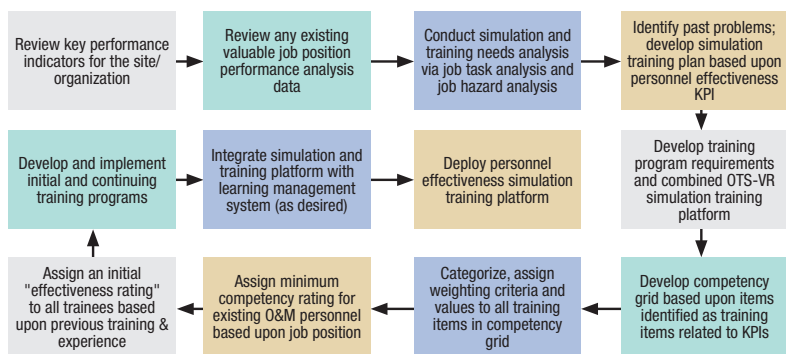 Review key performance
indicators for the site/
organization
Review any existing
valuable job position
performance analysis
data
Conduct simulation and
training needs analysis
via job task analysis and
job hazard analysis
Identify past problems;
develop simulation
training plan based upon
personnel effectiveness
KPI
Develop training
program requirements
and combined OTS-VR
simulation training
platform
Develop competency
grid based upon items
identified as training
items related to KPIs
Categorize, assign
weighting criteria and
values to all training
items in competency
grid
Assign minimum
competency rating for
existing O&M personnel
based upon job position
Assign an initial
"effectiveness rating"
to all trainees based
upon previous training &
experience
Develop and implement
initial and continuing
training programs
Integrate simulation and
training platform with
learning management
system (as desired)
Deploy personnel
effectiveness simulation
training platform